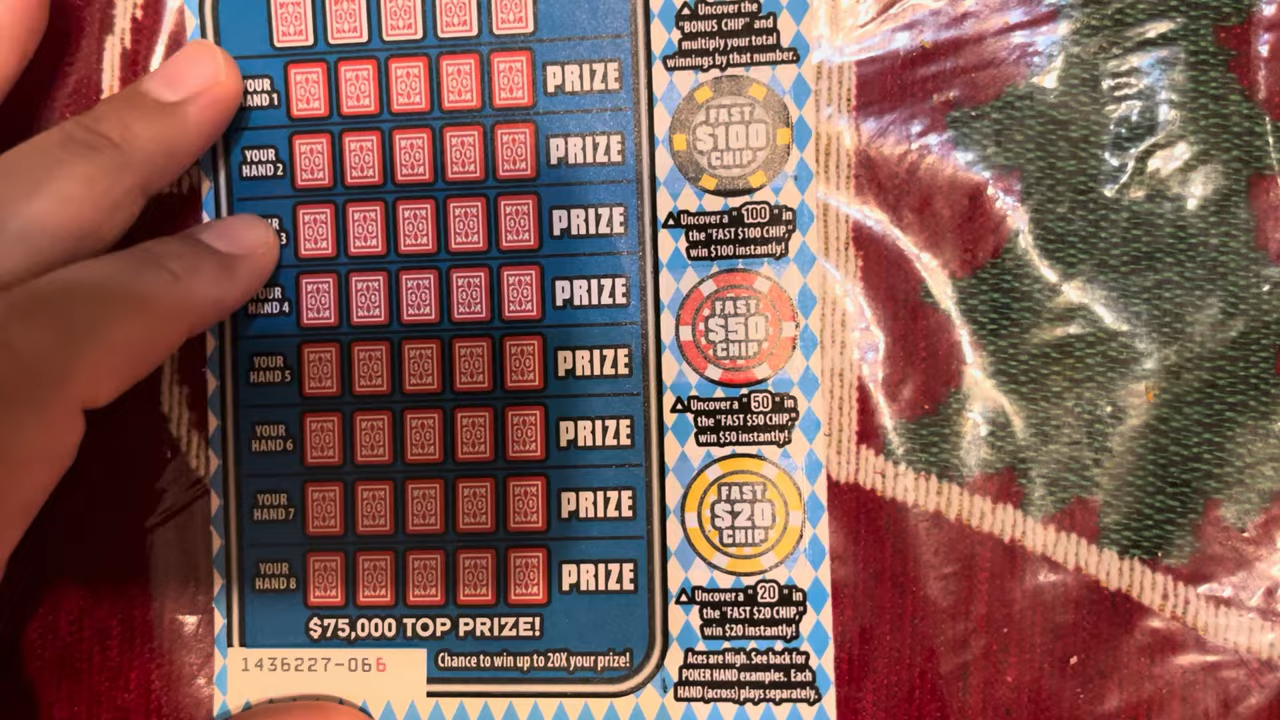 ▲ Uncover the
"BONUS CHIP" and
multiply your total
winnings by that number.
YOUR
HAND 1
PRIZE
FAST
$100
CHIP
YOUR
HAND 2
PRIZE
▲ Uncover a "100" in
the "FAST $100 CHIP,"
win $100 instantly!
3
PRIZE
YOUR
HAND 4
PRIZE
FAST
$50
CHIP
YOUR
HAND 5
PRIZE
▲ Uncover a "50" in
the "FAST $50 CHIP,"
win $50 instantly!
YOUR
HAND 6
PRIZE
YOUR
HAND 7
PRIZE
FAST
$20
CHIP
YOUR
HAND 8
PRIZE
▲ Uncover a "20" in
the "FAST $20 CHIP,"
win $20 instantly!
$75,000 TOP PRIZE!
1436227-066
Chance to win up to 20X your prize!
Aces are High. See back for
POKER HAND examples. Each
HAND (across) plays separately.